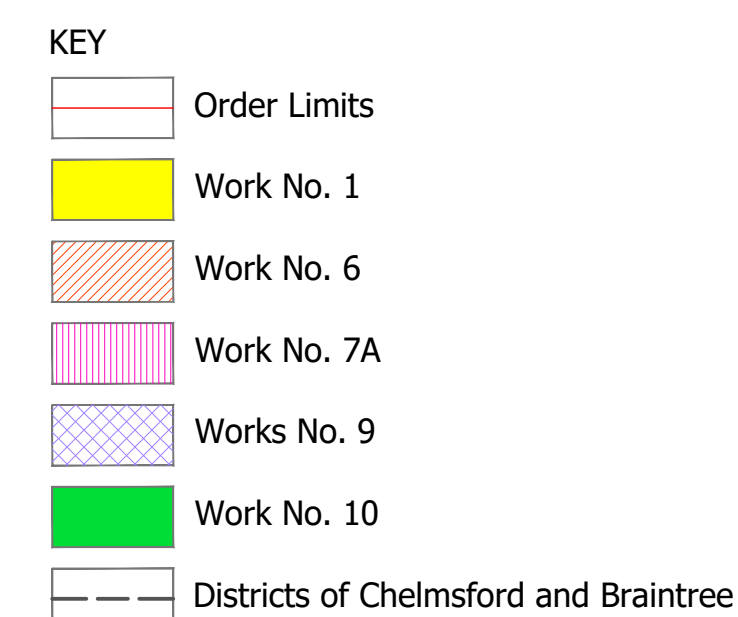 KEY
Order Limits
Work No. 1
Work No. 6
Work No. 7A
Works No. 9
Work No. 10
Districts of Chelmsford and Braintree